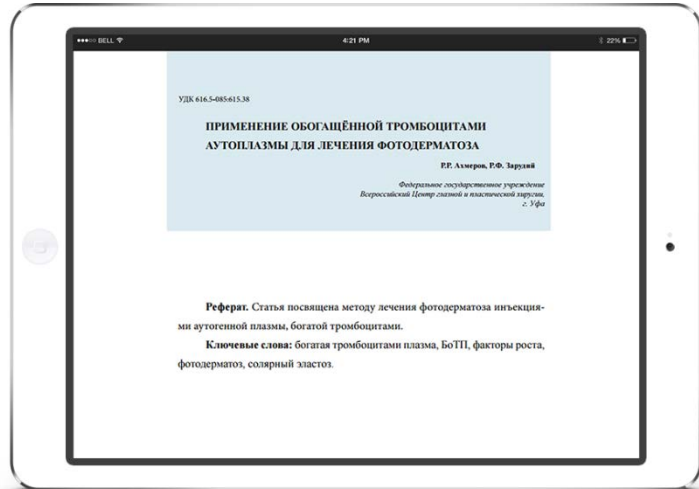 BELL
4:21 PM
22%
УДК 616.5-085:615.38
ПРИМЕНЕНИЕ ОБОГАЩЁННОЙ ТРОМБОЦИТАМИ
АУТОПЛАЗМЫ ДЛЯ ЛЕЧЕНИЯ ФОТОДЕРМАТОЗА
Р.Р. Ахмеров, Р.Ф. Зарудий
Федеральное государственное учреждение
Всероссийский Центр глазной и пластической хирургии,
г. Уфа
Реферат. Статья посвящена методу лечения фотодерматоза инъекция-
ми аутогенной плазмы, богатой тромбоцитами.
Ключевые слова: богатая тромбоцитами плазма, БоТП, факторы роста,
фотодерматоз, солярный эластоз.